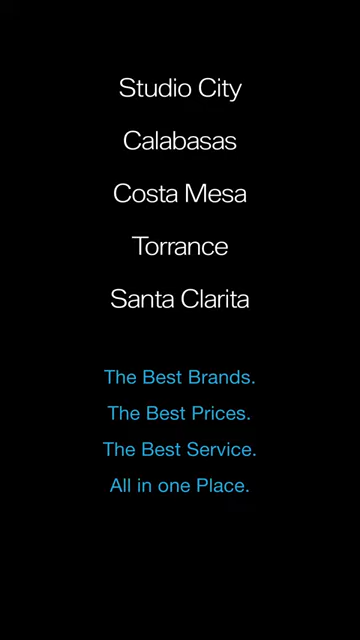 Studio City
Calabasas
Costa Mesa
Torrance
Santa Clarita
The Best Brands.
The Best Prices.
The Best Service.
All in one Place.